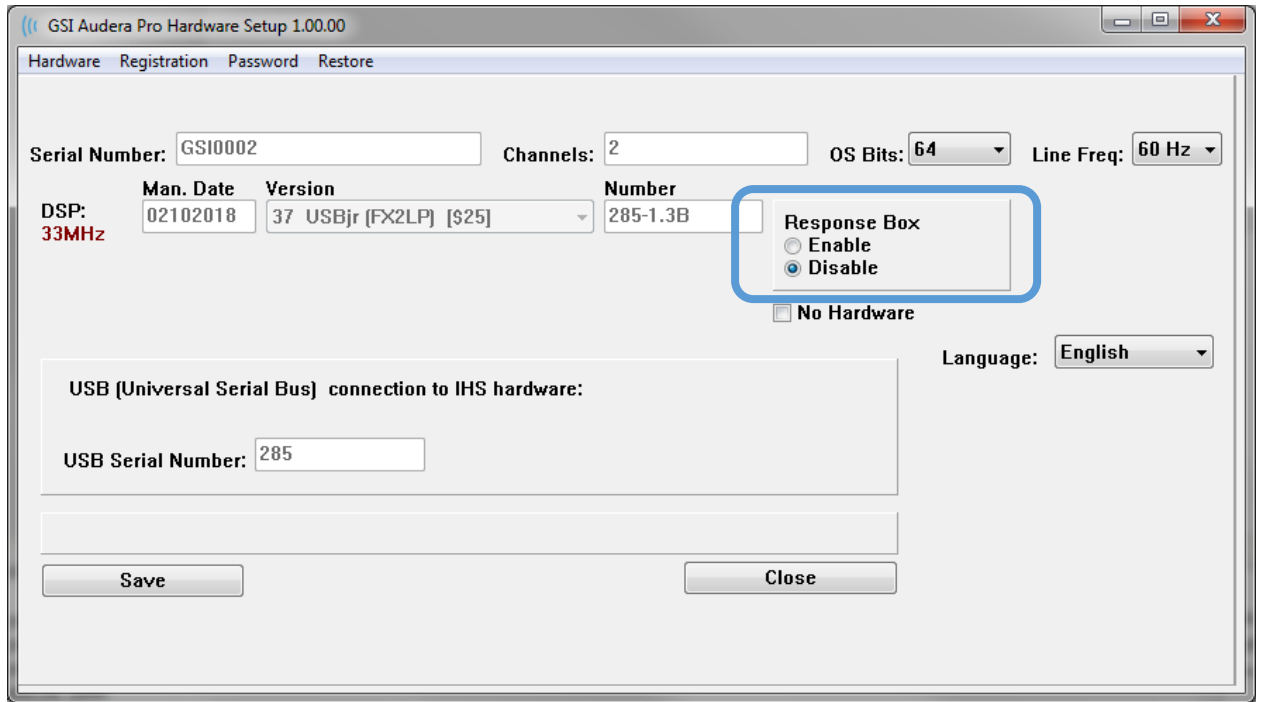 GSI Audera Pro Hardware Setup 1.00.00
Hardware Registration Password Restore
Serial Number: GSI0002 Channels: 2 OS Bits: 64 Line Freq: 60 Hz
Man. Date Version Number
DSP: 02102018 37 USBjr (FX2LP) [$25] 285-1.3B
33MHz
Response Box
Enable
Disable
No Hardware
Language: English
USB (Universal Serial Bus) connection to IHS hardware:
USB Serial Number: 285
Save Close